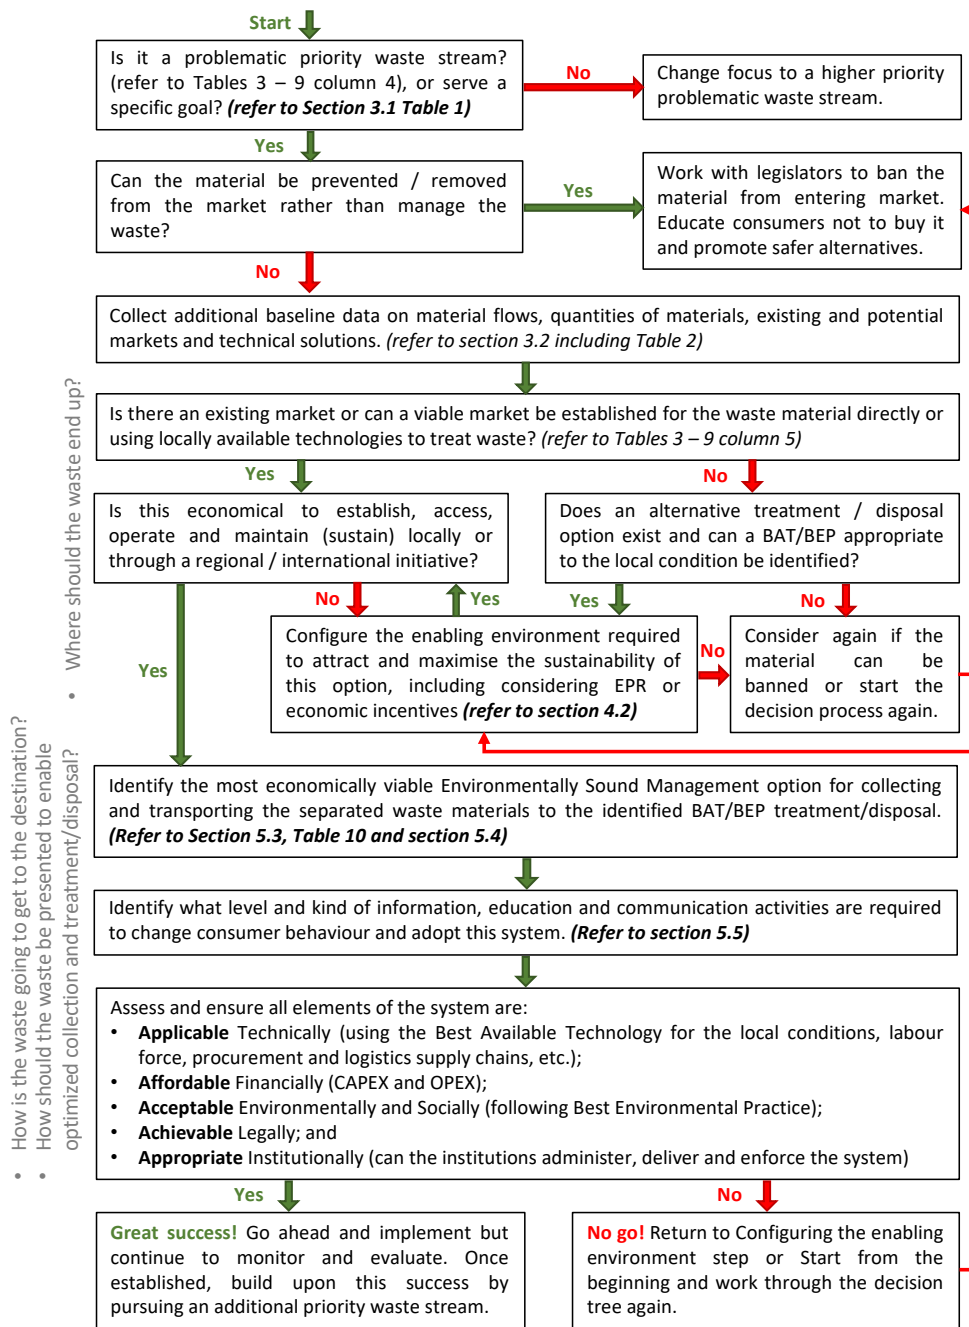 Start
Is it a problematic priority waste stream?
(refer to Tables 3 – 9 column 4), or serve a
specific goal? (refer to Section 3.1 Table 1)
No
Change focus to a higher priority
problematic waste stream.
Yes
Can the material be prevented / removed
from the market rather than manage the
waste?
Yes
Work with legislators to ban the
material from entering market.
Educate consumers not to buy it
and promote safer alternatives.
No
Collect additional baseline data on material flows, quantities of materials, existing and potential
markets and technical solutions. (refer to section 3.2 including Table 2)
Is there an existing market or can a viable market be established for the waste material directly or
using locally available technologies to treat waste? (refer to Tables 3 – 9 column 5)
Yes
No
Is this economical to establish, access,
operate and maintain (sustain) locally or
through a regional / international initiative?
Does an alternative treatment / disposal
option exist and can a BAT/BEP appropriate
to the local condition be identified?
No
Yes
Yes
No
Yes
Configure the enabling environment required
to attract and maximise the sustainability of
this option, including considering EPR or
economic incentives (refer to section 4.2)
No
Consider again if the
material can be
banned or start the
decision process again.
Identify the most economically viable Environmentally Sound Management option for collecting
and transporting the separated waste materials to the identified BAT/BEP treatment/disposal.
(Refer to Section 5.3, Table 10 and section 5.4)
Identify what level and kind of information, education and communication activities are required
to change consumer behaviour and adopt this system. (Refer to section 5.5)
Assess and ensure all elements of the system are:
• Applicable Technically (using the Best Available Technology for the local conditions, labour
force, procurement and logistics supply chains, etc.);
• Affordable Financially (CAPEX and OPEX);
• Acceptable Environmentally and Socially (following Best Environmental Practice);
• Achievable Legally; and
• Appropriate Institutionally (can the institutions administer, deliver and enforce the system)
Yes
No
Great success! Go ahead and implement but
continue to monitor and evaluate. Once
established, build upon this success by
pursuing an additional priority waste stream.
No go! Return to Configuring the enabling
environment step or Start from the
beginning and work through the decision
tree again.
• Where should the waste end up?
• How is the waste going to get to the destination?
• How should the waste be presented to enable
optimized collection and treatment/disposal?